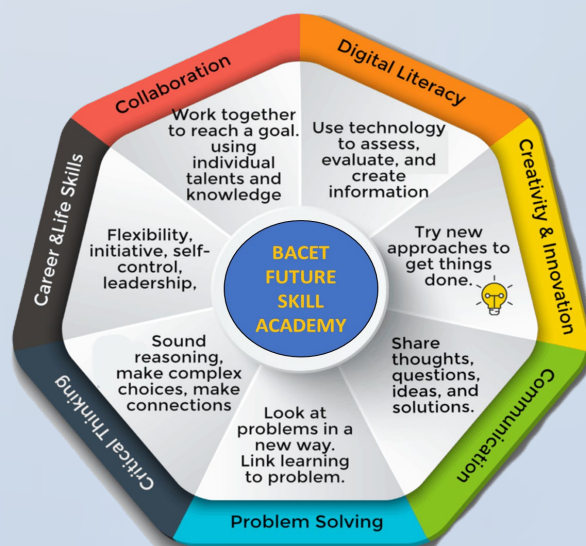 Collaboration
Work together
to reach a goal.
using
individual
talents and
knowledge
Digital Literacy
Use technology
to assess,
evaluate, and
create
information
Creativity & Innovation
Try new
approaches to
get things
done.
Communication
Share
thoughts,
questions,
ideas, and
solutions.
Problem Solving
Look at
problems in a
new way.
Link learning
to problem.
Critical Thinking
Sound
reasoning,
make complex
choices, make
connections
Career &Life Skills
Flexibility,
initiative, self-
control,
leadership,
BACET
FUTURE
SKILL
ACADEMY